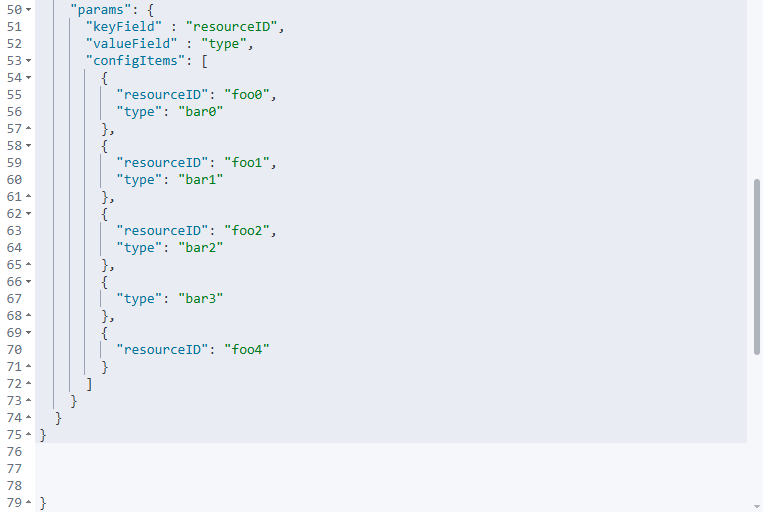 50 "params": {
51 "keyField" : "resourceID",
52 "valueField" : "type",
53 "configItems": [
54 {
55 "resourceID": "foo0",
56 "type": "bar0"
57 },
58 {
59 "resourceID": "foo1",
60 "type": "bar1"
61 },
62 {
63 "resourceID": "foo2",
64 "type": "bar2"
65 },
66 {
67 "type": "bar3"
68 },
69 {
70 "resourceID": "foo4"
71 }
72 ]
73 }
74 }
75 }
76
77
78
79 }